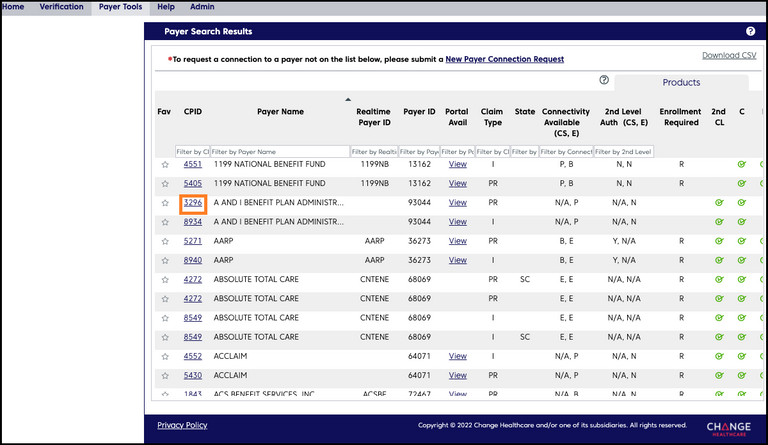 Home Verification Payer Tools Help Admin
Payer Search Results ?
*To request a connection to a payer not on the list below, please submit a New Payer Connection Request
Download CSV
? Products
Fav CPID Payer Name Realtime Payer ID Payer ID Portal Avail Claim Type State Connectivity Available (CS, E) 2nd Level Auth (CS, E) Enrollment Required 2nd CL C
Filter by Cl Filter by Payer Name Filter by Realti Filter by Pay Filter by Po Filter by C Filter by Filter by Connect Filter by 2nd Level
4551 1199 NATIONAL BENEFIT FUND 1199NB 13162 View I P, B N, N R
5405 1199 NATIONAL BENEFIT FUND 1199NB 13162 View PR P, B N, N R
3296 A AND I BENEFIT PLAN ADMINISTR... 93044 View PR N/A, P N/A, N
8934 A AND I BENEFIT PLAN ADMINISTR... 93044 View I N/A, P N/A, N
5271 AARP AARP 36273 View PR B, E Y, N/A R
8940 AARP AARP 36273 View I B, E Y, N/A R
4272 ABSOLUTE TOTAL CARE CNTENE 68069 PR SC E, E N/A, N/A R
4272 ABSOLUTE TOTAL CARE CNTENE 68069 PR E, E N/A, N/A R
8549 ABSOLUTE TOTAL CARE CNTENE 68069 I E, E N/A, N/A R
8549 ABSOLUTE TOTAL CARE CNTENE 68069 I SC E, E N/A, N/A R
4552 ACCLAIM 64071 View I N/A, P N/A, N
5430 ACCLAIM 64071 View PR N/A, P N/A, N
1843 ACS BENEFIT SERVICES, INC ACSBE 72467 View PR N/A, B N/A, N R
Privacy Policy Copyright © 2022 Change Healthcare and/or one of its subsidiaries. All rights reserved. CHANGE
HEALTHCARE